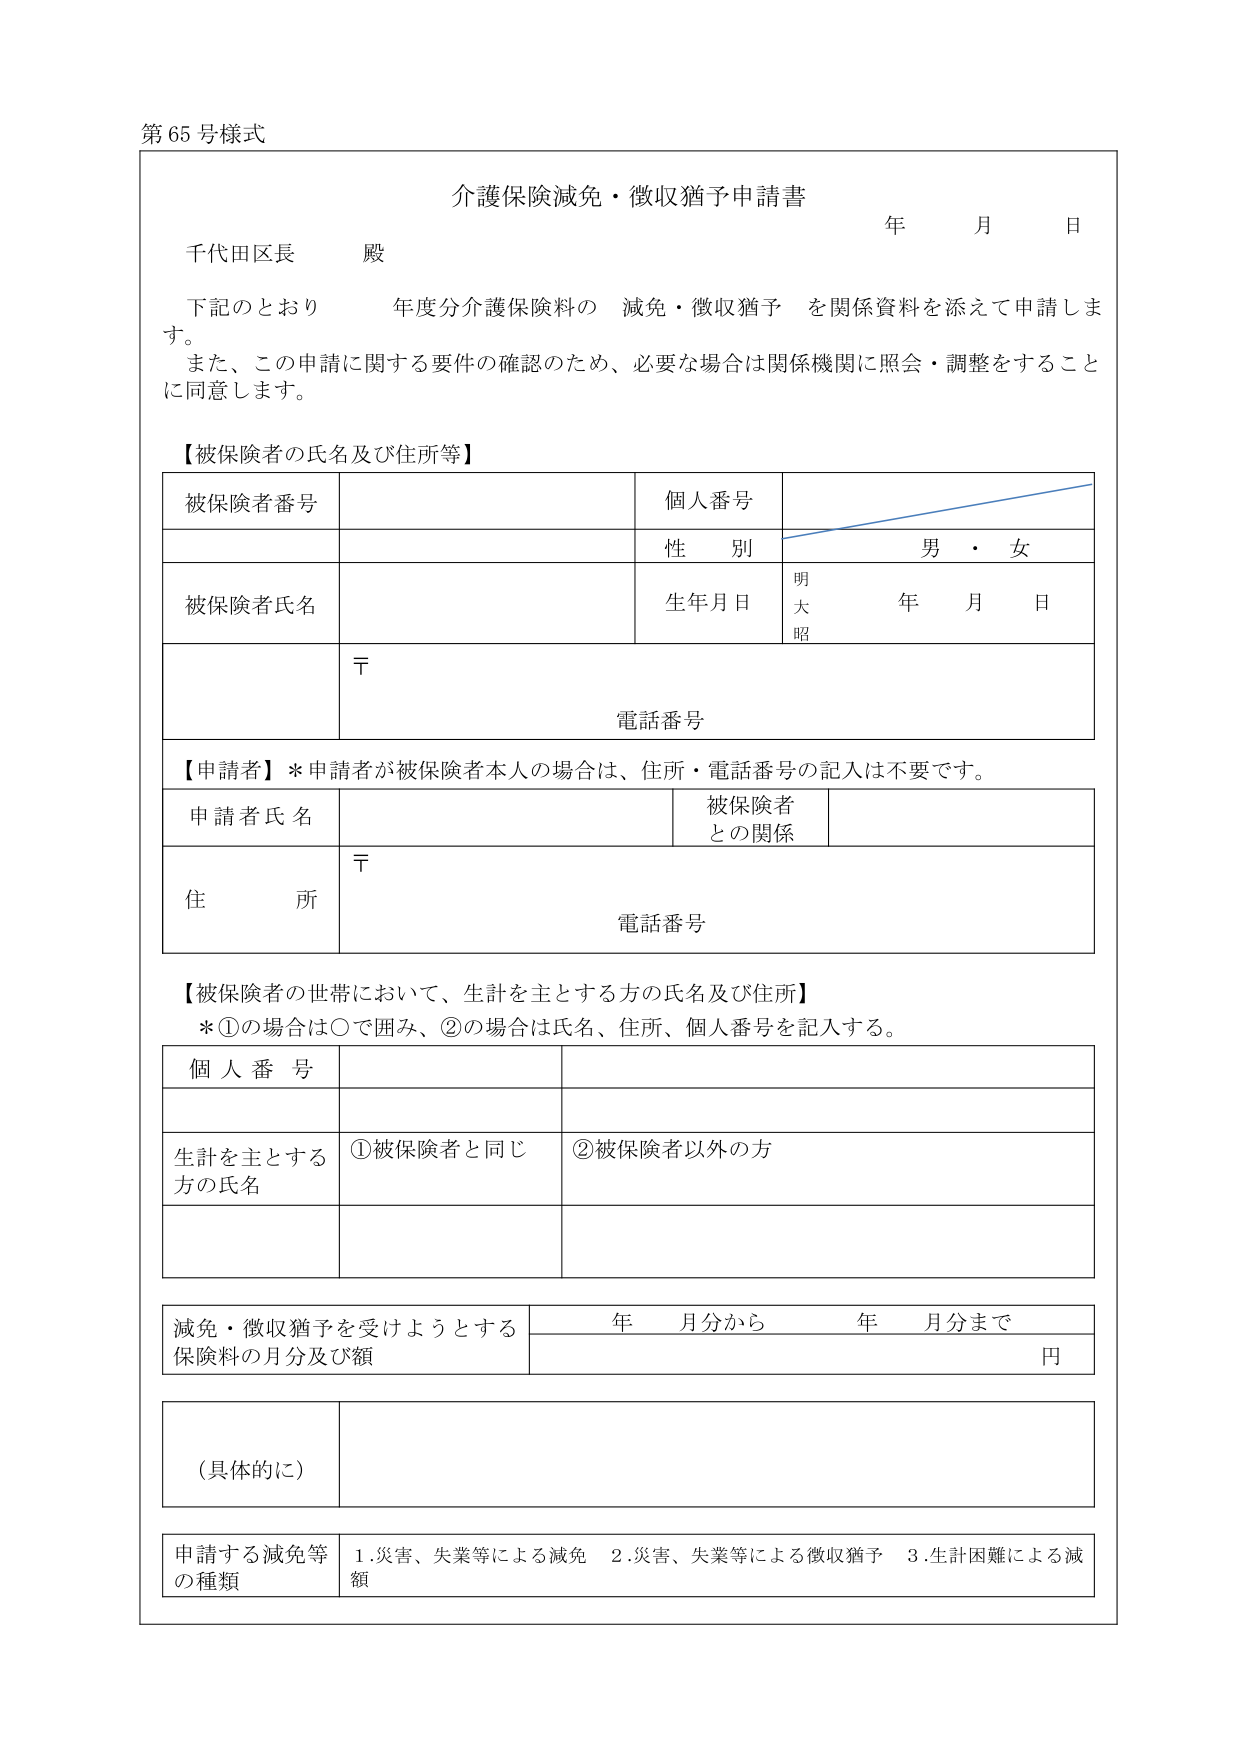 第 65 号様式
介護保険減免・徴収猶予申請書
年　　　月　　　日
千代田区長　　　殿
下記のとおり　　　年度分介護保険料の　減免・徴収猶予　を関係資料を添えて申請しま
す。
また、この申請に関する要件の確認のため、必要な場合は関係機関に照会・調整をすること
に同意します。
【被保険者の氏名及び住所等】
被保険者番号　個人番号
性　別　男　・　女
被保険者氏名　生年月日　明　年　月　日
大
昭
〒
電話番号
【申請者】＊申請者が被保険者本人の場合は、住所・電話番号の記入は不要です。
申請者氏名　被保険者
との関係
〒
住　　　所
電話番号
【被保険者の世帯において、生計を主とする方の氏名及び住所】
＊①の場合は〇で囲み、②の場合は氏名、住所、個人番号を記入する。
個人番号
生計を主とする　①被保険者と同じ　②被保険者以外の方
方の氏名
減免・徴収猶予を受けようとする　年　月分から　年　月分まで
保険料の月分及び額　円
（具体的に）
申請する減免等　1.災害、失業等による減免　2.災害、失業等による徴収猶予　3.生計困難による減
の種類　額